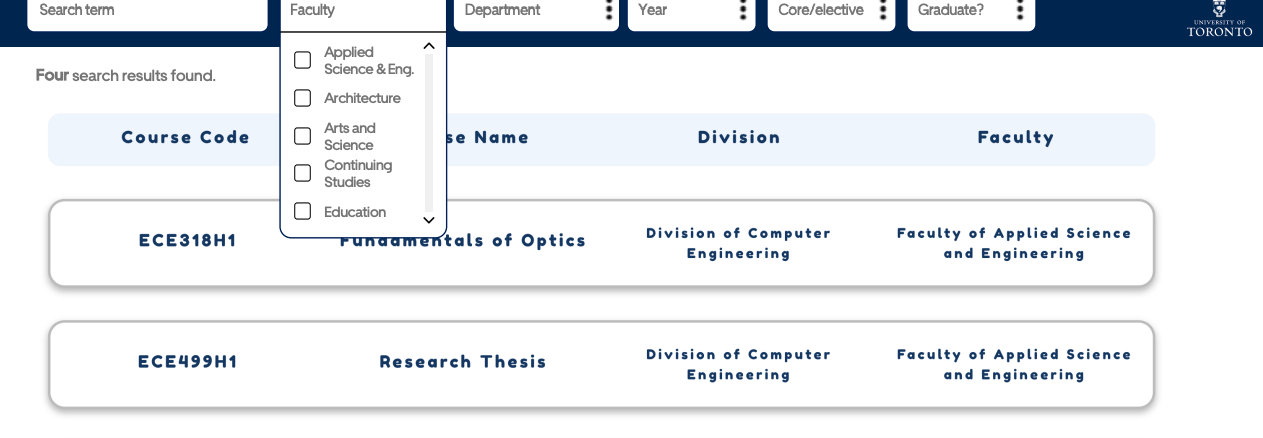 Search term
Faculty
Department
Year
Core/elective
Graduate?
UNIVERSITY OF
TORONTO
Applied
Science & Eng.
Architecture
Arts and
Science
Continuing
Studies
Education
Four search results found.
Course Code
se Name
Division
Faculty
ECE318H1
Fundamentals of Optics
Division of Computer
Engineering
Faculty of Applied Science
and Engineering
ECE499H1
Research Thesis
Division of Computer
Engineering
Faculty of Applied Science
and Engineering